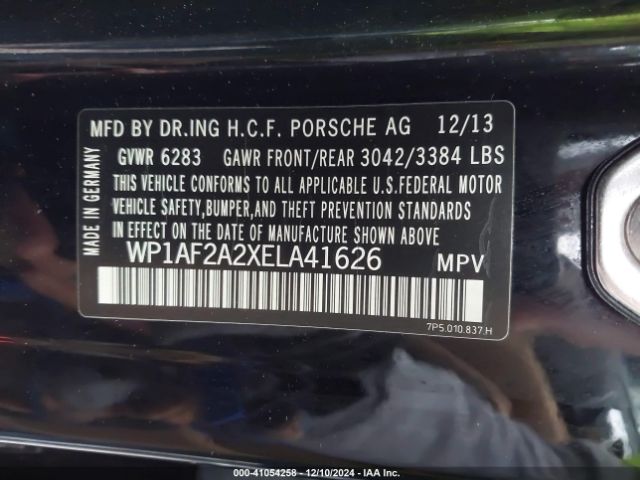 MFD BY DR.ING H.C.F. PORSCHE AG 12/13
GVWR 6283 GAWR FRONT/REAR 3042/3384 LBS
THIS VEHICLE CONFORMS TO ALL APPLICABLE U.S.FEDERAL MOTOR
VEHICLE SAFETY,BUMPER,AND THEFT PREVENTION STANDARDS
IN EFFECT ON THE DATE OF MANUFACTURE SHOWN ABOVE
WP1AF2A2XELA41626 MPV
7P5.010.837.H
MADE IN GERMANY
000-41054258 - 12/10/2024 - IAA Inc.